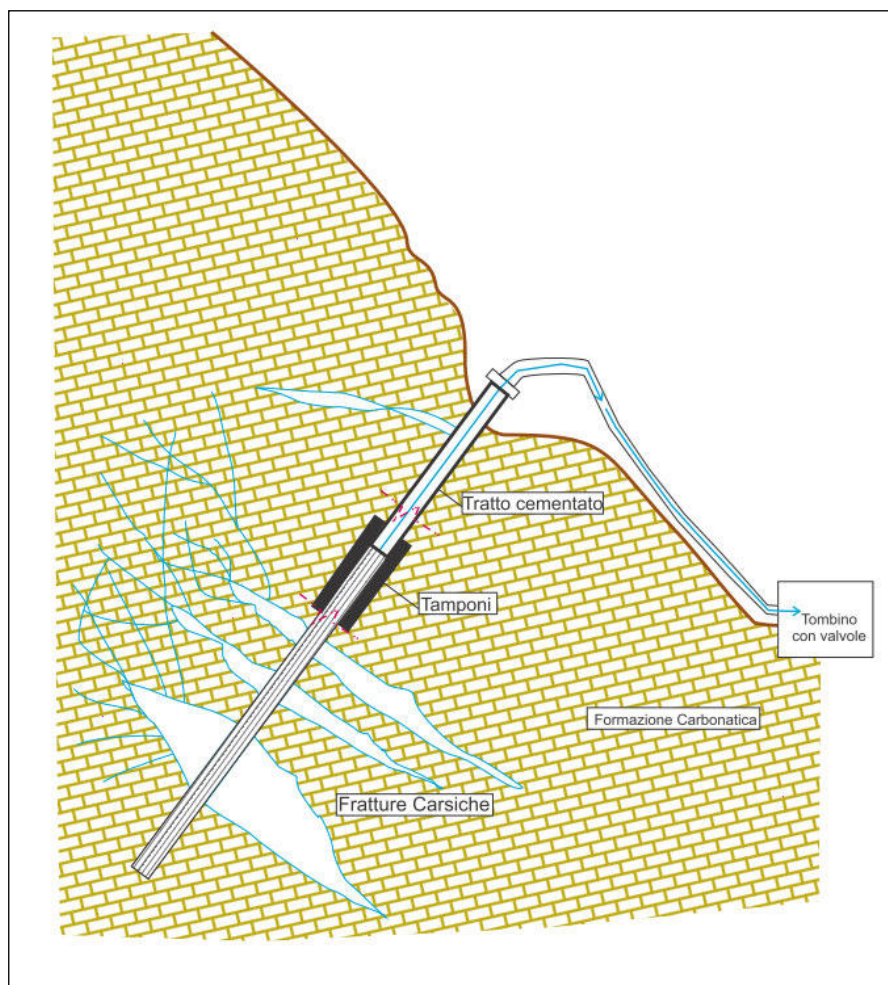 Tratto cementato
Tamponi
Tombino
con valvole
Formazione Carbonatica
Fratture Carsiche